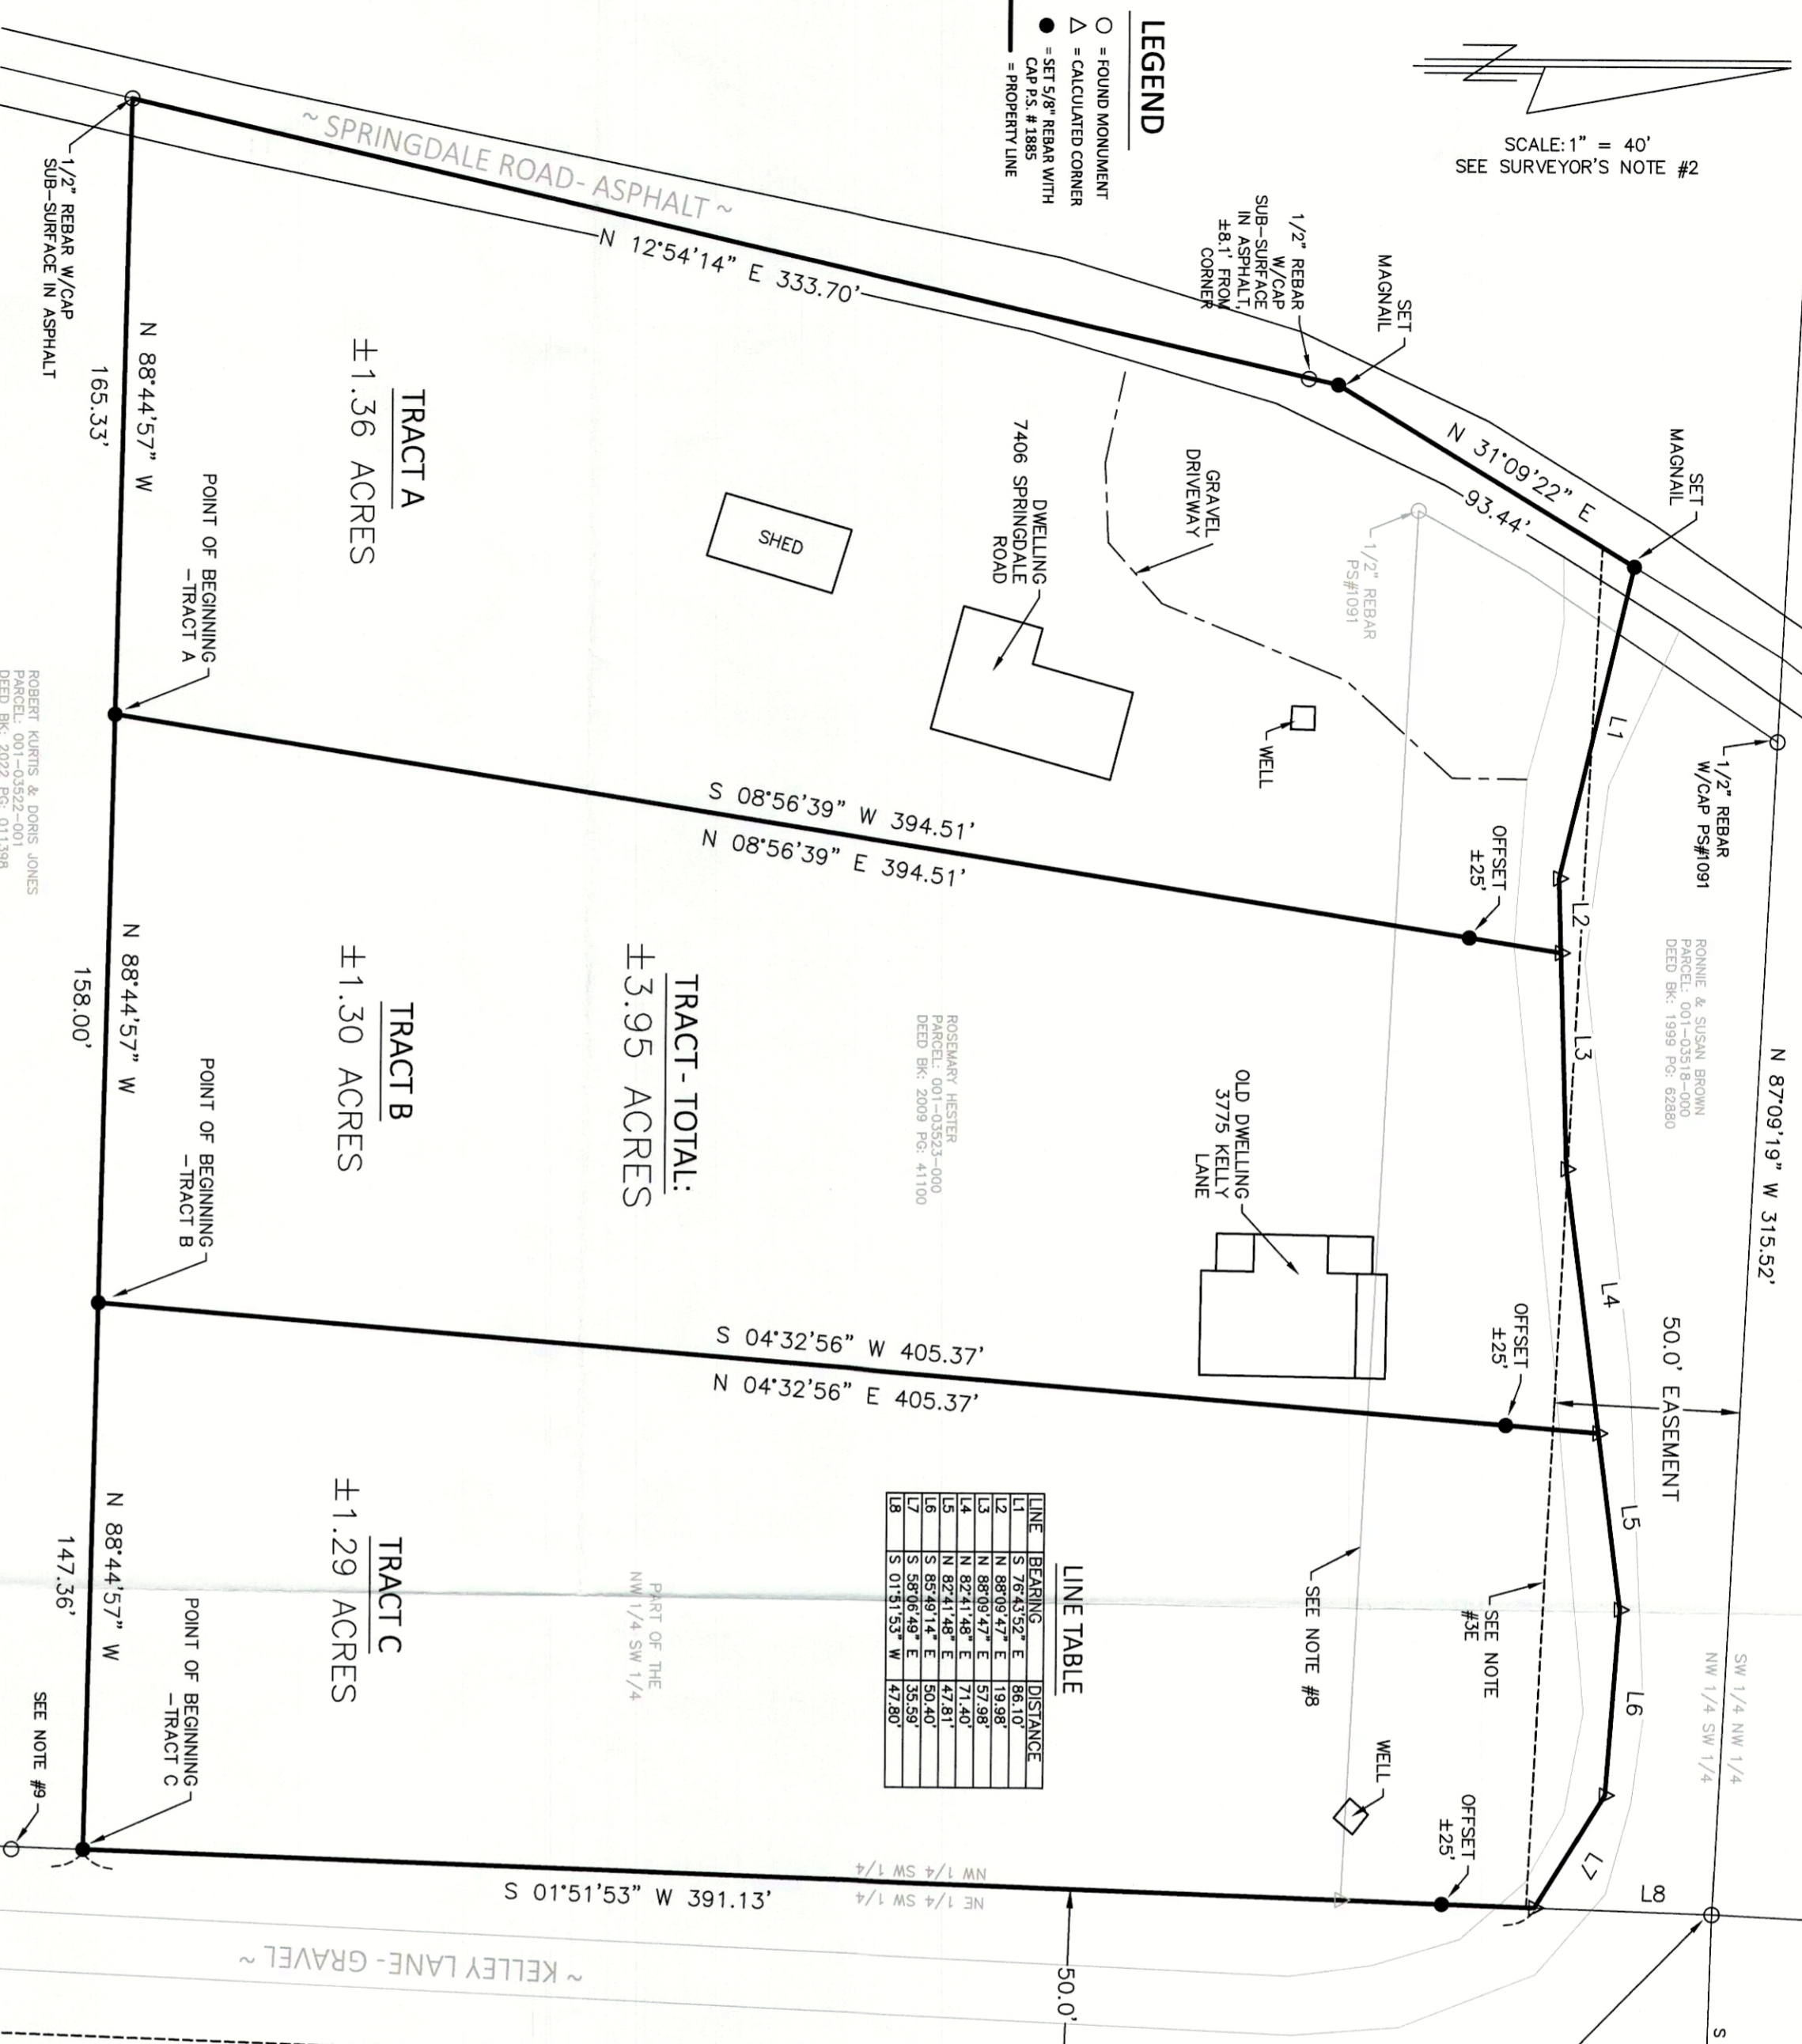 SCALE: 1" = 40'
SEE SURVEYOR'S NOTE #2
LEGEND
= FOUND MONUMENT
= CALCULATED CORNER
= SET 5/8" REBAR WITH
CAP P.S. # 1885
= PROPERTY LINE
~ SPRINGDALE ROAD- ASPHALT ~
N 12°54'14" E 333.70'
1/2" REBAR W/CAP
SUB-SURFACE IN ASPHALT
1/2" REBAR
W/CAP
SUB-SURFACE
IN ASPHALT,
±8.1' FROM
CORNER
SET
MAGNAIL
N 31°09'22" E
93.44'
SET
MAGNAIL
1/2" REBAR
PS#1091
1/2" REBAR
W/CAP PS#1091
GRAVEL
DRIVEWAY
DWELLING
7406 SPRINGDALE
ROAD
SHED
WELL
TRACT A
±1.36 ACRES
N 88°44'57" W
165.33'
POINT OF BEGINNING
-TRACT A
S 08°56'39" W 394.51'
N 08°56'39" E 394.51'
OFFSET
±25'
L1
L2
L3
L4
L5
L6
L7
L8
RONNIE & SUSAN BROWN
PARCEL: 001-03518-000
DEED BK: 1999 PG: 62880
N 87°09'19" W 315.52'
50.0' EASEMENT
ROBERT KURTIS & DORIS JONES
PARCEL: 001-03522-001
DEED BK: 2022 PG: 011398
TRACT B
±1.30 ACRES
N 88°44'57" W
158.00'
POINT OF BEGINNING
-TRACT B
TRACT- TOTAL:
±3.95 ACRES
ROSEMARY HESTER
PARCEL: 001-03523-000
DEED BK: 2009 PG: 41100
OLD DWELLING
3775 KELLY
LANE
S 04°32'56" W 405.37'
N 04°32'56" E 405.37'
OFFSET
±25'
LINE TABLE
LINE BEARING DISTANCE
L1 S 76°43'52" E 86.10'
L2 N 88°09'47" E 19.98'
L3 N 88°09'47" E 57.98'
L4 N 82°41'48" E 71.40'
L5 N 82°41'48" E 47.81'
L6 S 85°49'14" E 50.40'
L7 S 58°06'49" E 35.59'
L8 S 01°51'53" W 47.80'
SEE NOTE #8
SEE NOTE
#3E
SW 1/4 NW 1/4
NW 1/4 SW 1/4
PART OF THE
NW 1/4 SW 1/4
TRACT C
±1.29 ACRES
N 88°44'57" W
147.36'
POINT OF BEGINNING
-TRACT C
SEE NOTE #9
WELL
OFFSET
±25'
NW 1/4 SW 1/4
NE 1/4 SW 1/4
S 01°51'53" W 391.13'
50.0'
~ KELLEY LANE- GRAVEL ~
S